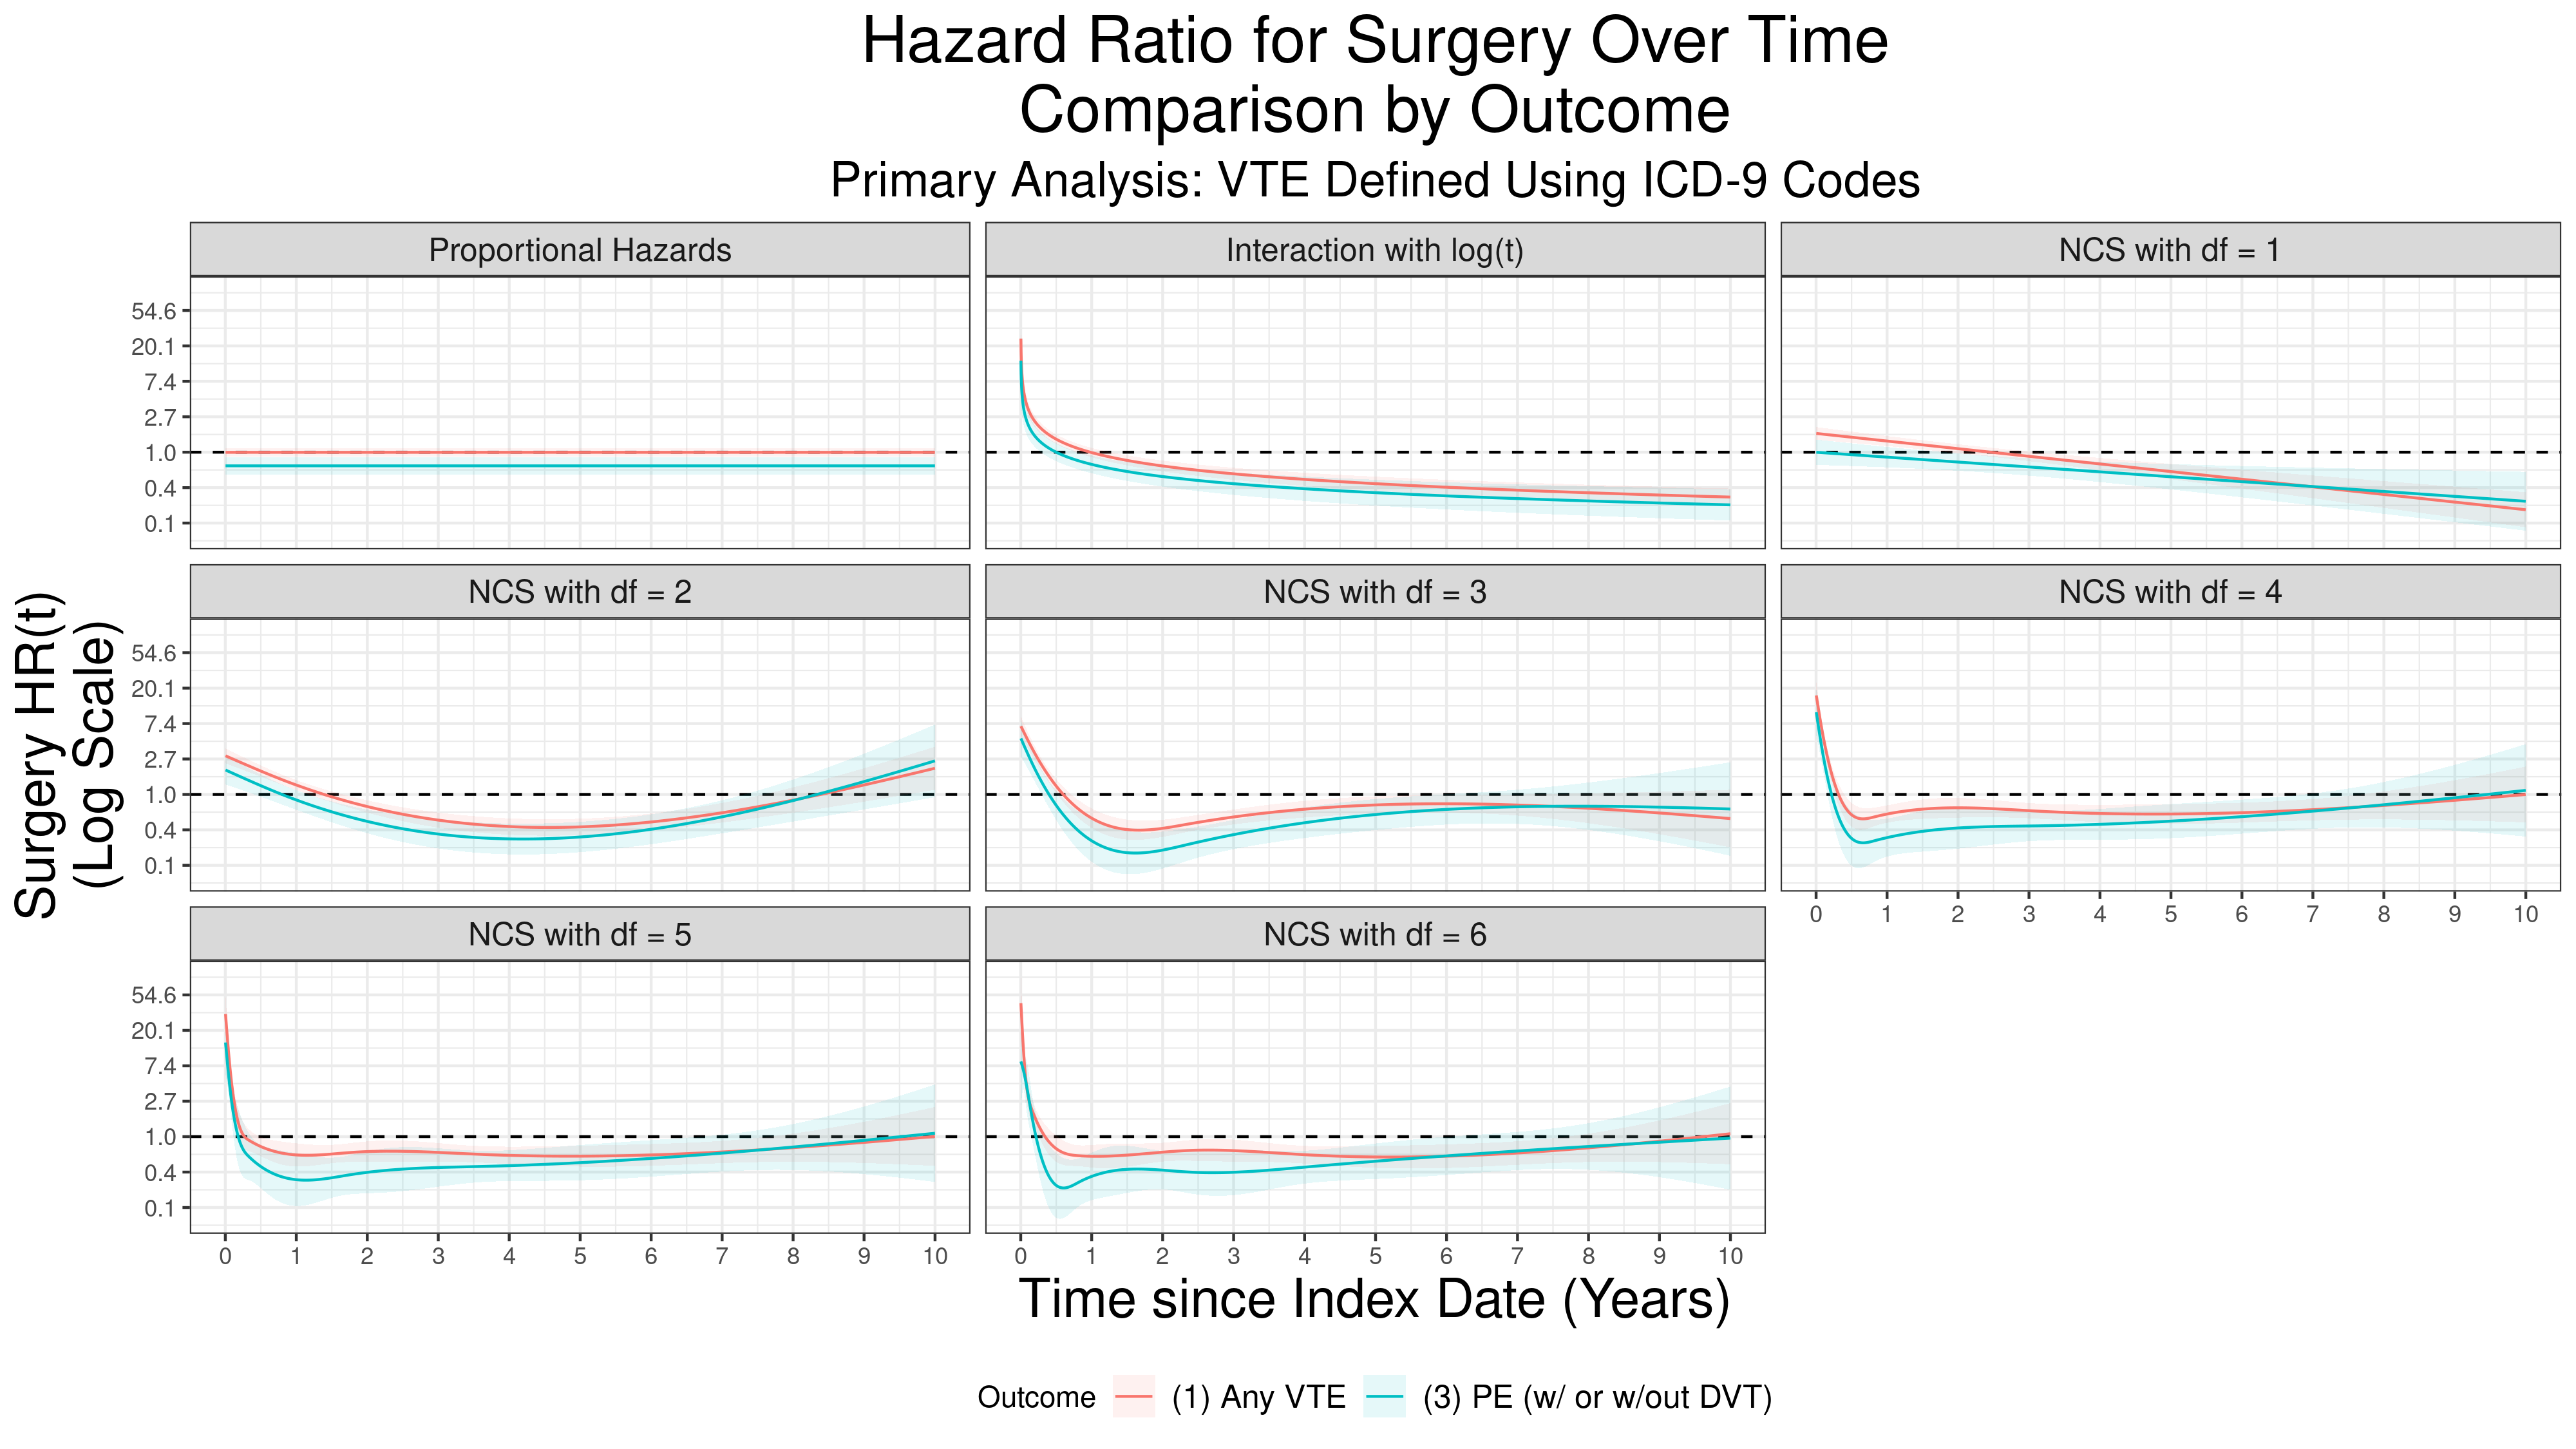 Hazard Ratio for Surgery Over Time
Comparison by Outcome
Primary Analysis: VTE Defined Using ICD-9 Codes
Surgery HR(t)
(Log Scale)
Proportional Hazards
Interaction with log(t)
NCS with df = 1
54.6
20.1
7.4
2.7
1.0
0.4
0.1
NCS with df = 2
NCS with df = 3
NCS with df = 4
54.6
20.1
7.4
2.7
1.0
0.4
0.1
0 1 2 3 4 5 6 7 8 9 10
NCS with df = 5
NCS with df = 6
54.6
20.1
7.4
2.7
1.0
0.4
0.1
0 1 2 3 4 5 6 7 8 9 10
0 1 2 3 4 5 6 7 8 9 10
Time since Index Date (Years)
Outcome (1) Any VTE (3) PE (w/ or w/out DVT)